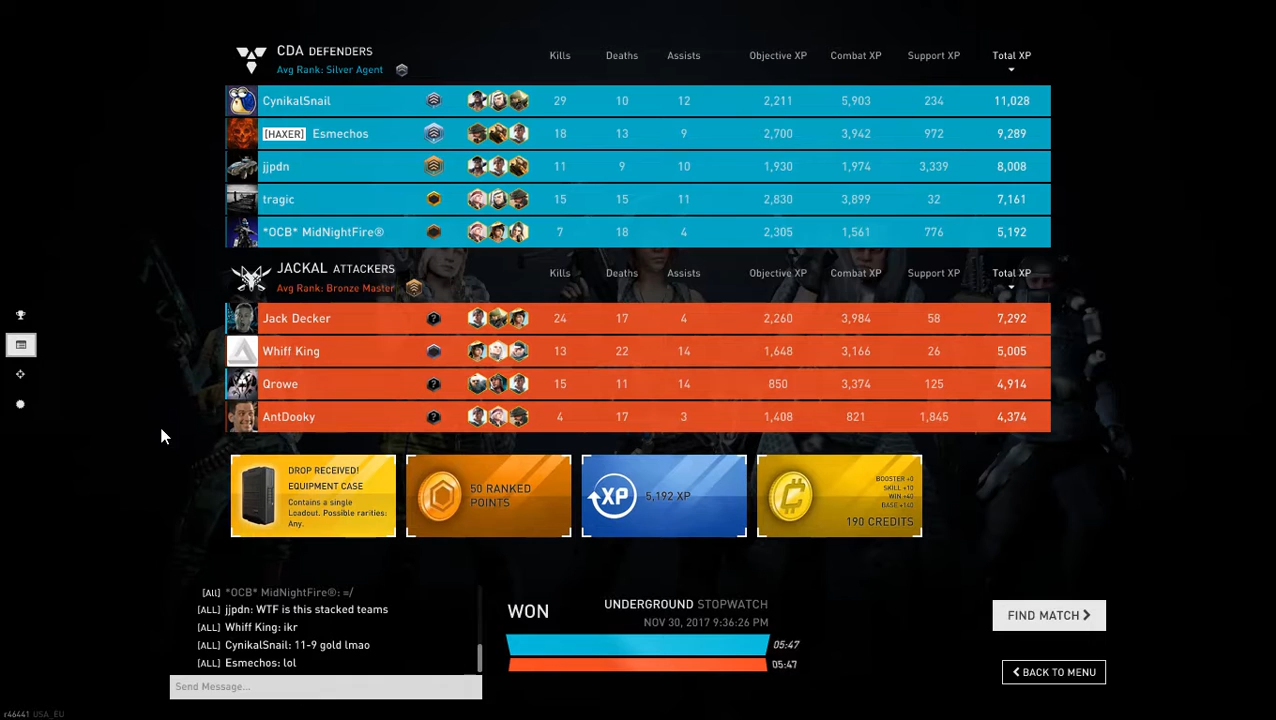 CDA DEFENDERS
Avg Rank: Silver Agent
Kills Deaths Assists Objective XP Combat XP Support XP Total XP
CynikalSnail 29 10 12 2,211 5,903 234 11,028
[HAXER] Esmechos 18 13 9 2,700 3,942 972 9,289
jjpdn 11 9 10 1,930 1,974 3,339 8,008
tragic 15 15 11 2,830 3,899 32 7,161
*OCB* MidNightFire® 7 18 4 2,305 1,561 776 5,192
JACKAL ATTACKERS
Avg Rank: Bronze Master
Kills Deaths Assists Objective XP Combat XP Support XP Total XP
Jack Decker ? 24 17 4 2,260 3,984 58 7,292
Whiff King 13 22 14 1,648 3,166 26 5,005
Qrowe ? 15 11 14 850 3,374 125 4,914
AntDooky ? 4 17 3 1,408 821 1,845 4,374
DROP RECEIVED!
EQUIPMENT CASE
Contains a single
Loadout. Possible rarities:
Any.
50 RANKED
POINTS
XP 5,192 XP
BOOSTER +0
SKILL +10
WIN +40
BASE +140
190 CREDITS
[All] *OCB* MidNightFire®: =/
[ALL] jjpdn: WTF is this stacked teams
[ALL] Whiff King: ikr
[ALL] CynikalSnail: 11-9 gold lmao
[ALL] Esmechos: lol
Send Message...
WON
UNDERGROUND STOPWATCH
NOV 30, 2017 9:36:26 PM
05:47
05:47
FIND MATCH
BACK TO MENU
r46441 USA_EU